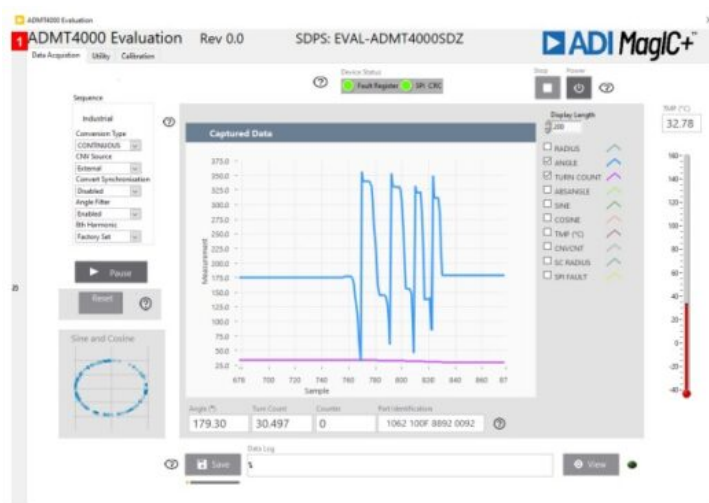 ADMT4000 Evaluation
1
ADMT4000 Evaluation Rev 0.0 SDPS: EVAL-ADMT4000SDZ
ADI MagIC+™
Data Acquistion Utility Calibration
Device Status
Fault Register SPI CRC
Stop Power
Sequence
Industrial
Conversion Type
CONTINUOUS
CNV Source
External
Convert Synchronisation
Disabled
Angle Filter
Enabled
8th Harmonic
Factory Set
Pause
Reset
Sine and Cosine
Captured Data
Measurement
375.0
350.0
325.0
300.0
275.0
250.0
225.0
200.0
175.0
150.0
125.0
100.0
75.0
50.0
25.0
678 700 720 740 760 780 800 820 840 860 87
Sample
Display Length
200
RADIUS
ANGLE
TURN COUNT
ABSANGLE
SINE
COSINE
TMP (°C)
CNVCNT
SC RADIUS
SPI FAULT
TMP (°C)
32.78
160
140
120
100
80
60
40
20
0
-20
-40
Angle (°) Turn Count Counter Part Identification
179.30 30.497 0 1062 100F 8892 0092
Data Log
Save
%
View